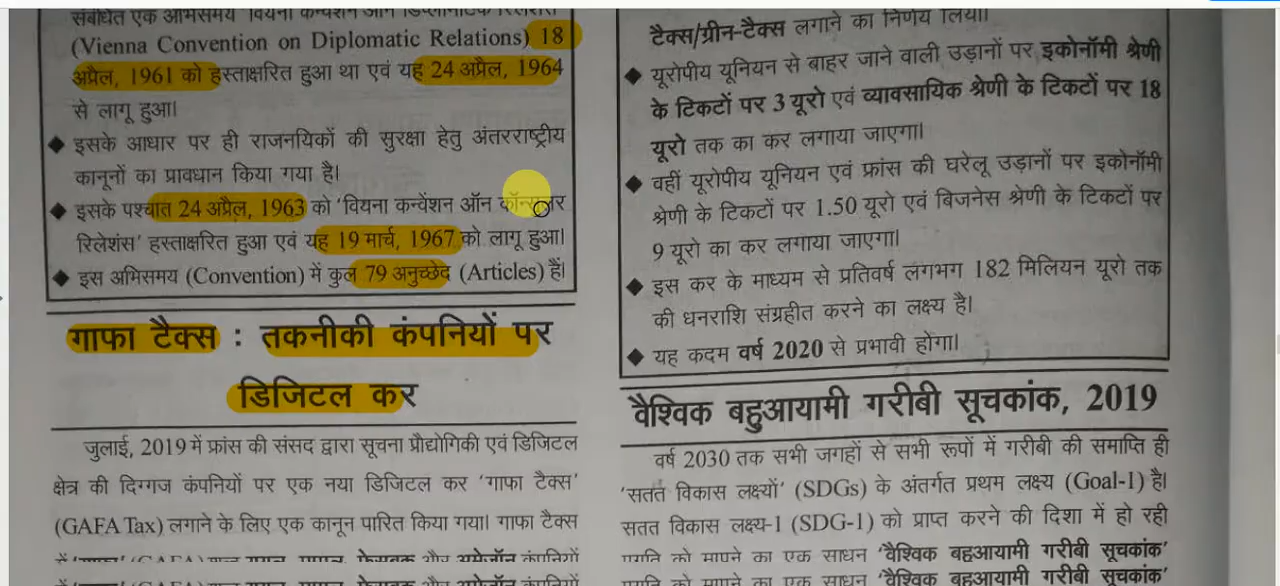 संबंधित एक अभिसमय 'वियना कन्वेंशन ऑन डिप्लोमैटिक रिलेशंस'
(Vienna Convention on Diplomatic Relations) 18
अप्रैल, 1961 को हस्ताक्षरित हुआ था एवं यह 24 अप्रैल, 1964
से लागू हुआ।
◆ इसके आधार पर ही राजनयिकों की सुरक्षा हेतु अंतरराष्ट्रीय
कानूनों का प्रावधान किया गया है।
◆ इसके पश्चात 24 अप्रैल, 1963 को 'वियना कन्वेंशन ऑन कॉन्सुलर
रिलेशंस' हस्ताक्षरित हुआ एवं यह 19 मार्च, 1967 को लागू हुआ।
◆ इस अभिसमय (Convention) में कुल 79 अनुच्छेद (Articles) हैं।
गाफा टैक्स : तकनीकी कंपनियों पर
डिजिटल कर
जुलाई, 2019 में फ्रांस की संसद द्वारा सूचना प्रौद्योगिकी एवं डिजिटल
क्षेत्र की दिग्गज कंपनियों पर एक नया डिजिटल कर 'गाफा टैक्स'
(GAFA Tax) लगाने के लिए एक कानून पारित किया गया। गाफा टैक्स
टैक्स/ग्रीन-टैक्स लगाने का निर्णय लिया।
◆ यूरोपीय यूनियन से बाहर जाने वाली उड़ानों पर इकोनॉमी श्रेणी
के टिकटों पर 3 यूरो एवं व्यावसायिक श्रेणी के टिकटों पर 18
यूरो तक का कर लगाया जाएगा।
◆ वहीं यूरोपीय यूनियन एवं फ्रांस की घरेलू उड़ानों पर इकोनॉमी
श्रेणी के टिकटों पर 1.50 यूरो एवं बिजनेस श्रेणी के टिकटों पर
9 यूरो का कर लगाया जाएगा।
◆ इस कर के माध्यम से प्रतिवर्ष लगभग 182 मिलियन यूरो तक
की धनराशि संग्रहीत करने का लक्ष्य है।
◆ यह कदम वर्ष 2020 से प्रभावी होंगा।
वैश्विक बहुआयामी गरीबी सूचकांक, 2019
वर्ष 2030 तक सभी जगहों से सभी रूपों में गरीबी की समाप्ति ही
'सतत विकास लक्ष्यों' (SDGs) के अंतर्गत प्रथम लक्ष्य (Goal-1) है।
सतत विकास लक्ष्य-1 (SDG-1) को प्राप्त करने की दिशा में हो रही
प्रगति को मापने का एक साधन 'वैश्विक बहुआयामी गरीबी सूचकांक'